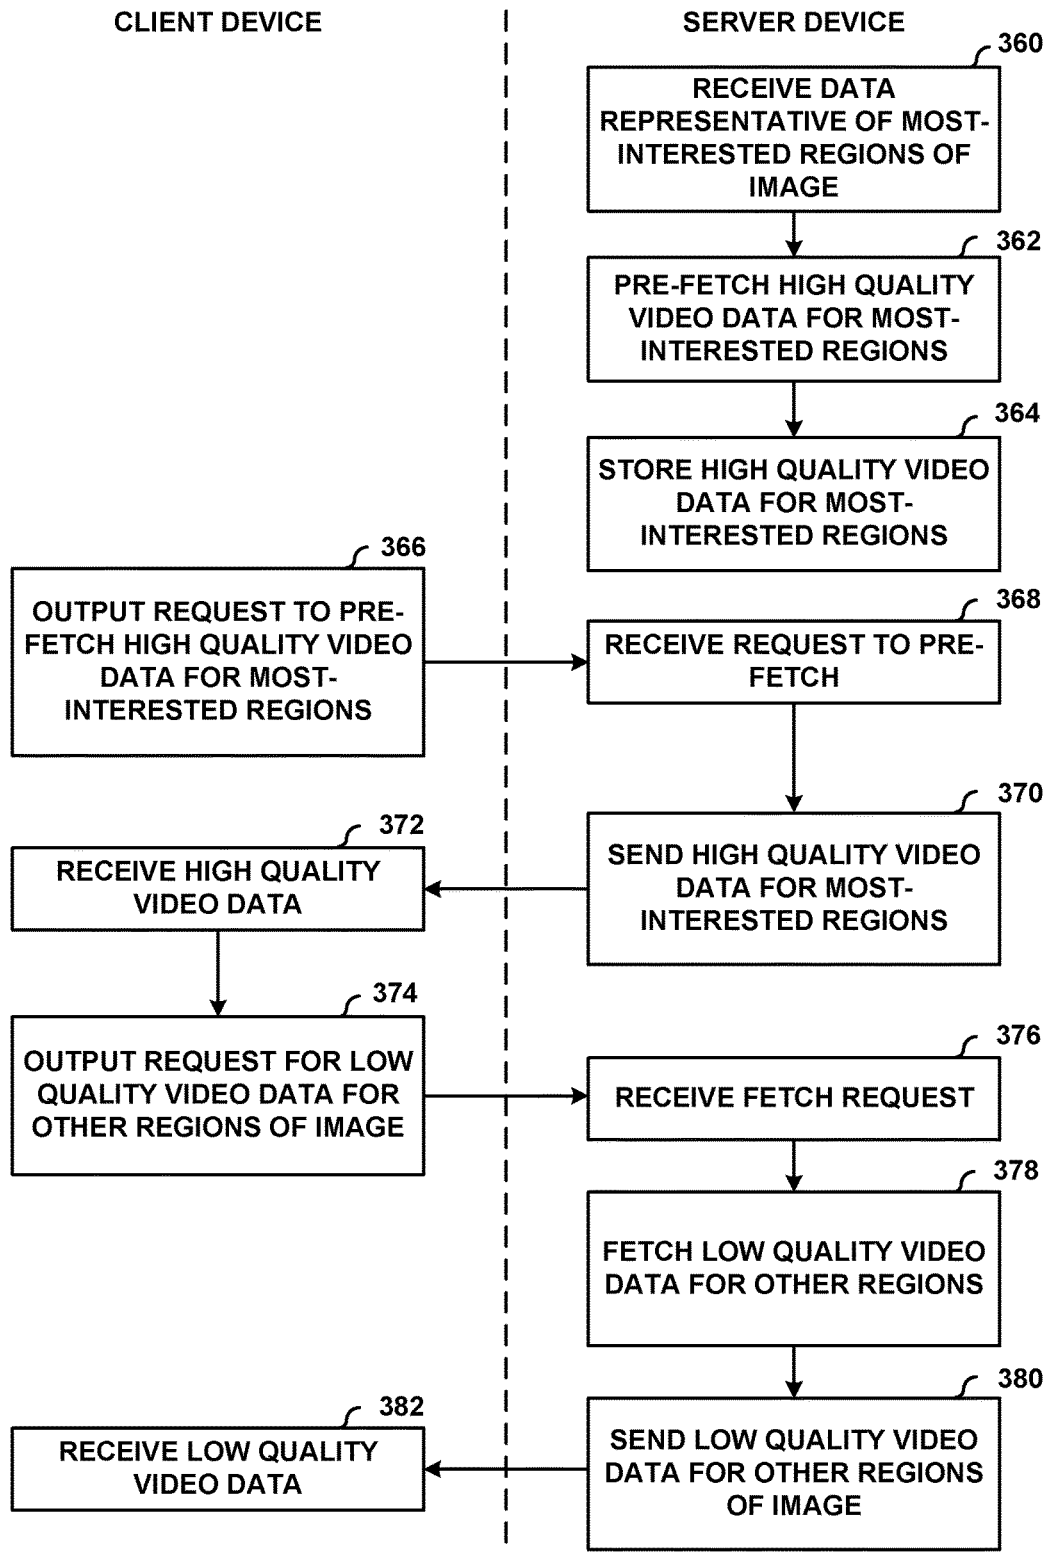 CLIENT DEVICE
SERVER DEVICE
360
RECEIVE DATA
REPRESENTATIVE OF MOST-
INTERESTED REGIONS OF
IMAGE
362
PRE-FETCH HIGH QUALITY
VIDEO DATA FOR MOST-
INTERESTED REGIONS
364
STORE HIGH QUALITY VIDEO
DATA FOR MOST-
INTERESTED REGIONS
366
OUTPUT REQUEST TO PRE-
FETCH HIGH QUALITY VIDEO
DATA FOR MOST-
INTERESTED REGIONS
368
RECEIVE REQUEST TO PRE-
FETCH
370
SEND HIGH QUALITY VIDEO
DATA FOR MOST-
INTERESTED REGIONS
372
RECEIVE HIGH QUALITY
VIDEO DATA
374
OUTPUT REQUEST FOR LOW
QUALITY VIDEO DATA FOR
OTHER REGIONS OF IMAGE
376
RECEIVE FETCH REQUEST
378
FETCH LOW QUALITY VIDEO
DATA FOR OTHER REGIONS
380
SEND LOW QUALITY VIDEO
DATA FOR OTHER REGIONS
OF IMAGE
382
RECEIVE LOW QUALITY
VIDEO DATA